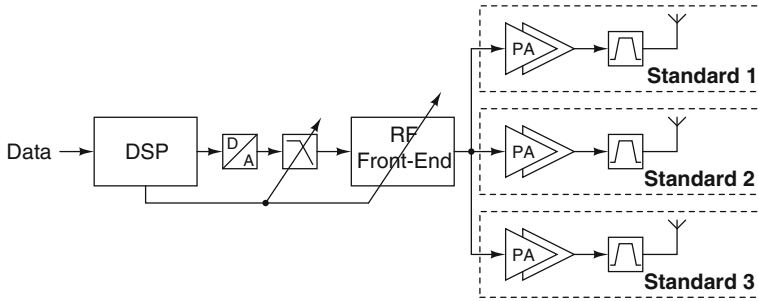 PA
Standard 1
Data
DSP
D
A
RF
Front-End
PA
Standard 2
PA
Standard 3